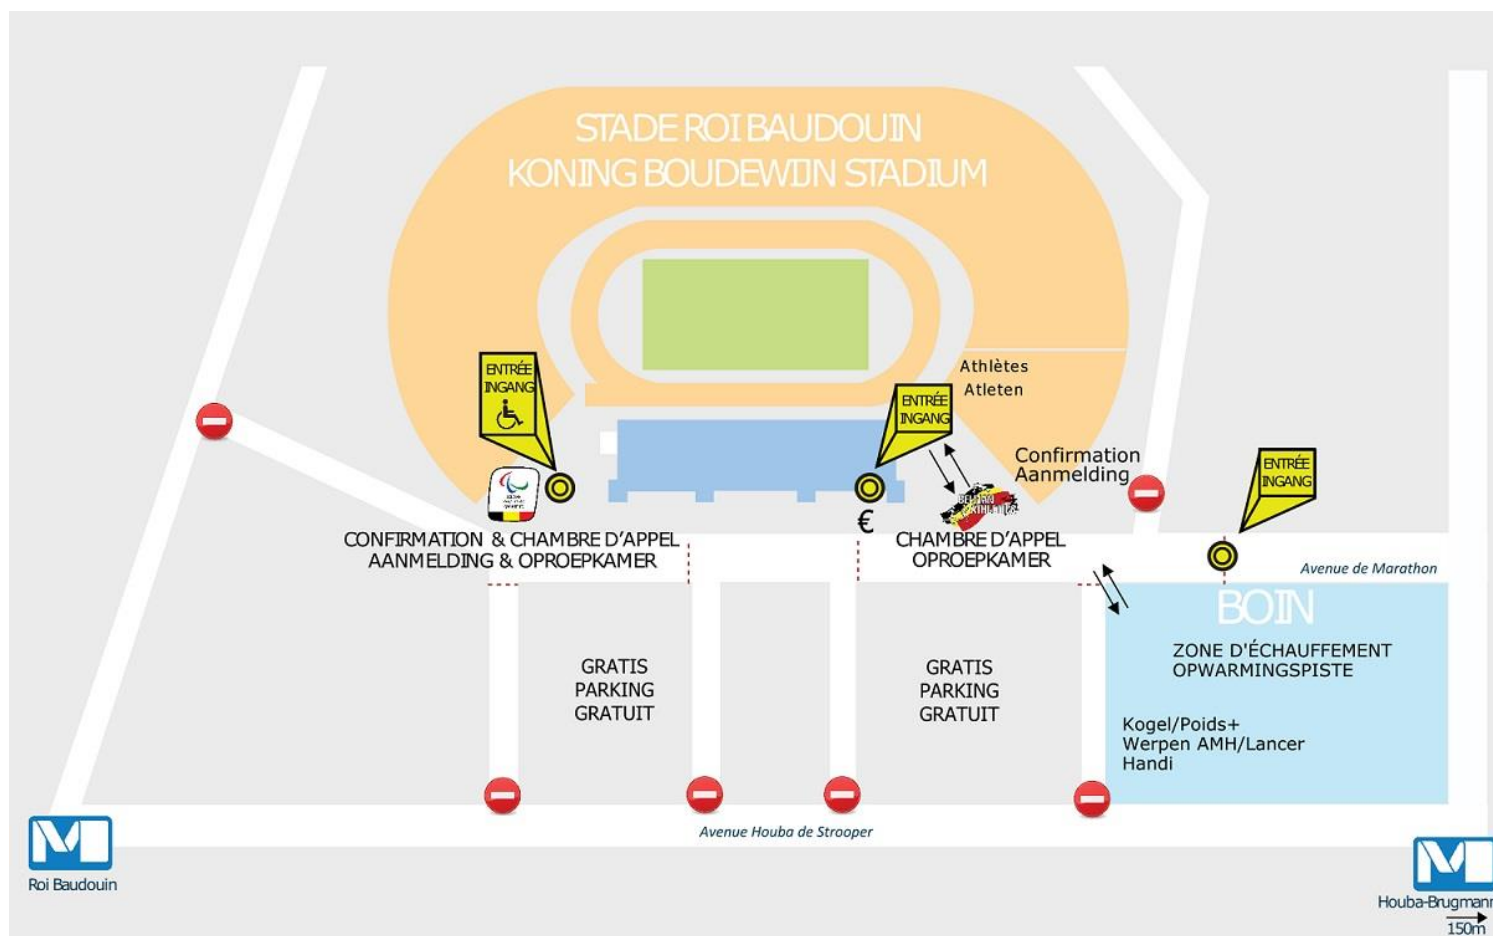 STADE ROI BAUDOUIN
KONING BOUDEWIJN STADIUM
ENTRÉE
INGANG
Athlètes
Atleten
ENTRÉE
INGANG
Confirmation
Aanmelding
ENTRÉE
INGANG
€
CONFIRMATION & CHAMBRE D'APPEL
AANMELDING & OPROEPKAMER
CHAMBRE D'APPEL
OPROEPKAMER
Avenue de Marathon
BOIN
ZONE D'ÉCHAUFFEMENT
OPWARMINGSPISTE
GRATIS
PARKING
GRATUIT
GRATIS
PARKING
GRATUIT
Kogel/Poids+
Werpen AMH/Lancer
Handi
Avenue Houba de Strooper
M
Roi Baudouin
M
Houba-Brugmann
150m